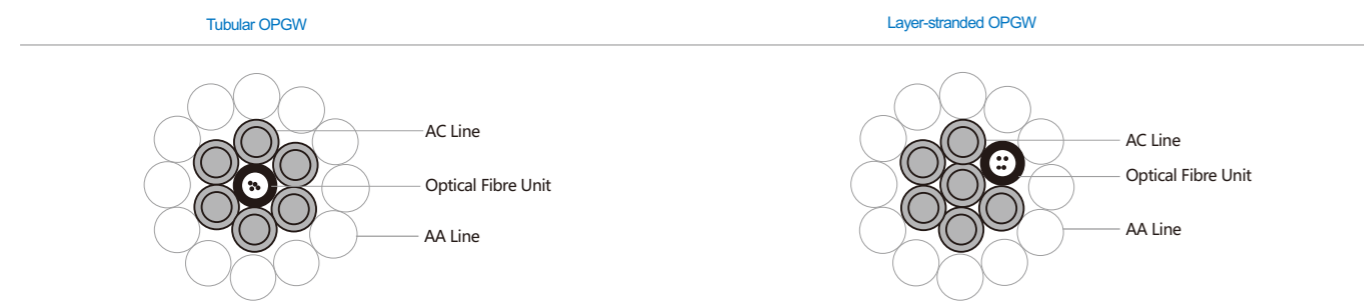 Tubular OPGW
Layer-stranded OPGW
AC Line
Optical Fibre Unit
AA Line
AC Line
Optical Fibre Unit
AA Line